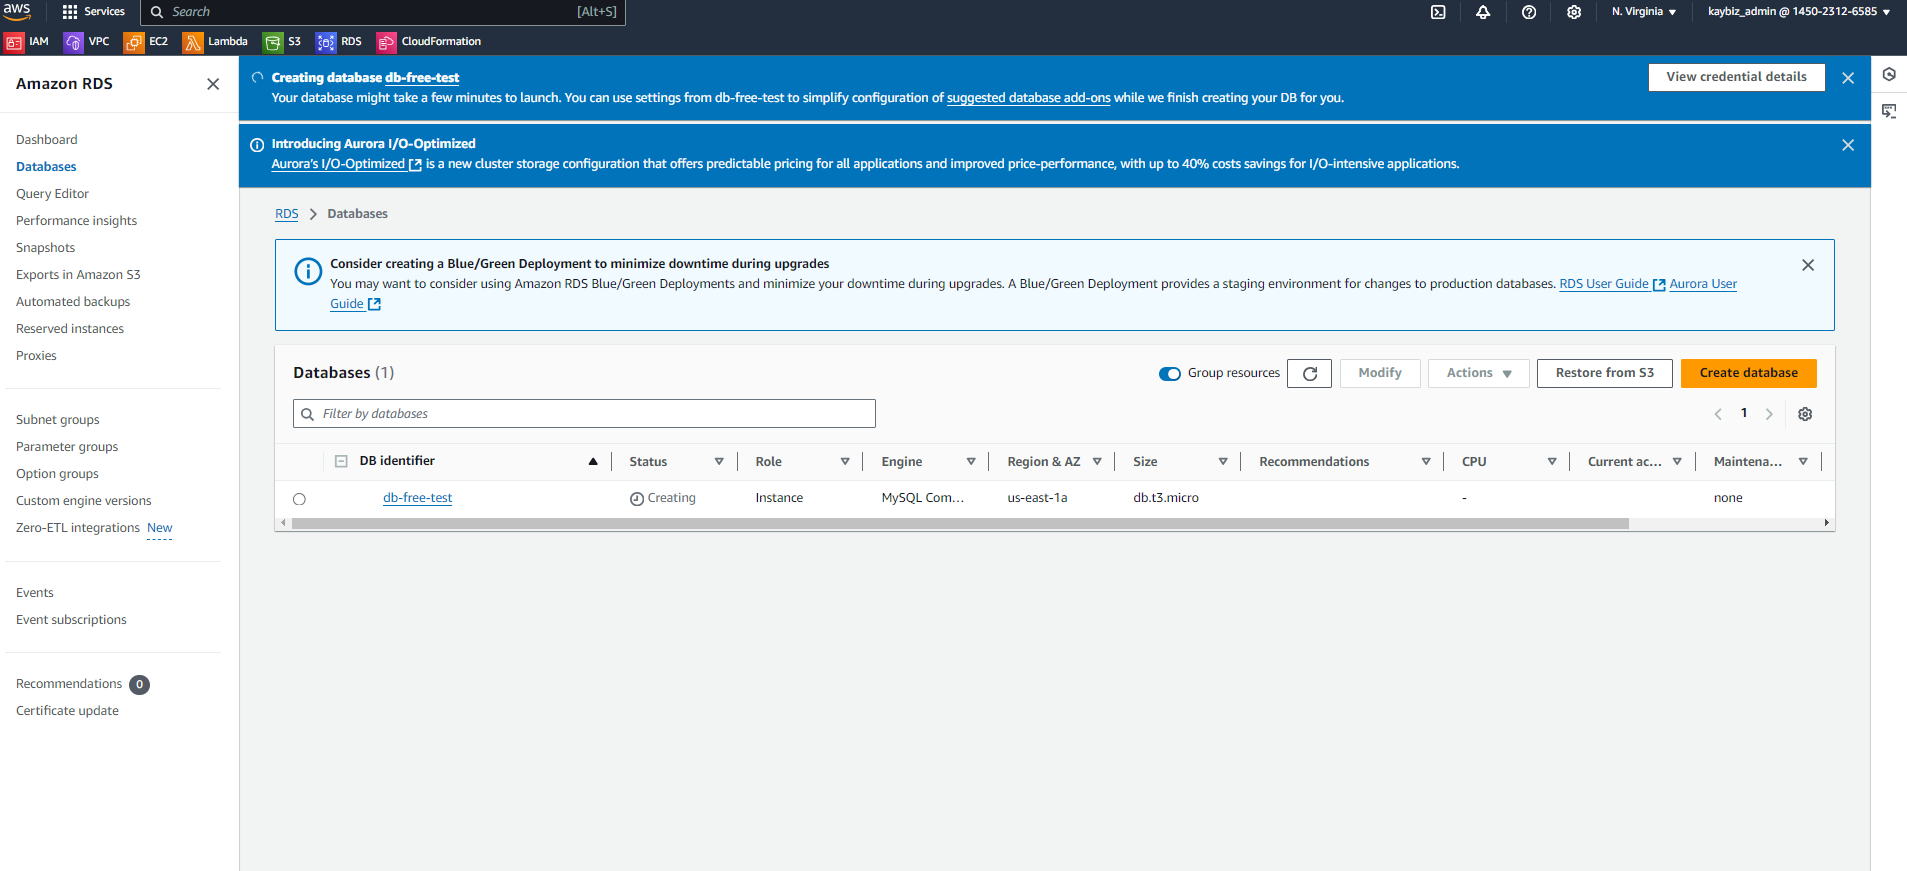 aws
Services
Search
[Alt+S]
N. Virginia
kaybiz_admin @ 1450-2312-6585
IAM
VPC
EC2
Lambda
S3
RDS
CloudFormation
Amazon RDS
Dashboard
Databases
Query Editor
Performance insights
Snapshots
Exports in Amazon S3
Automated backups
Reserved instances
Proxies
Subnet groups
Parameter groups
Option groups
Custom engine versions
Zero-ETL integrations New
Events
Event subscriptions
Recommendations 0
Certificate update
Creating database db-free-test
Your database might take a few minutes to launch. You can use settings from db-free-test to simplify configuration of suggested database add-ons while we finish creating your DB for you.
View credential details
Introducing Aurora I/O-Optimized
Aurora's I/O-Optimized is a new cluster storage configuration that offers predictable pricing for all applications and improved price-performance, with up to 40% costs savings for I/O-intensive applications.
RDS > Databases
Consider creating a Blue/Green Deployment to minimize downtime during upgrades
You may want to consider using Amazon RDS Blue/Green Deployments and minimize your downtime during upgrades. A Blue/Green Deployment provides a staging environment for changes to production databases. RDS User Guide Aurora User
Guide
Databases (1)
Group resources
Modify
Actions
Restore from S3
Create database
Filter by databases
1
DB identifier Status Role Engine Region & AZ Size Recommendations CPU Current ac... Maintena...
db-free-test Creating Instance MySQL Com... us-east-1a db.t3.micro - none